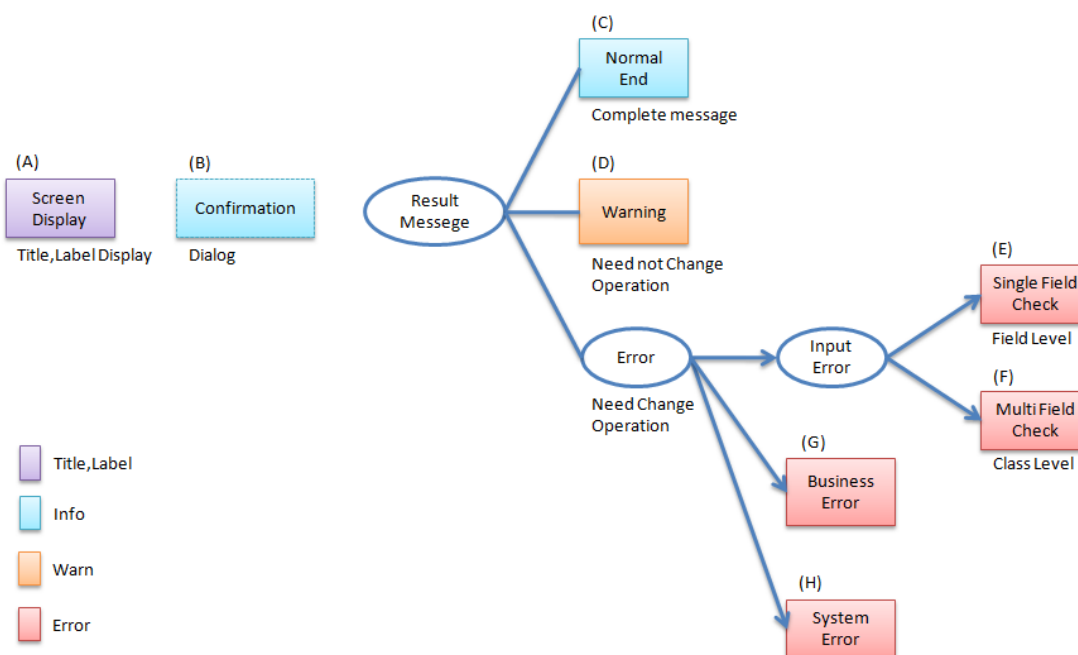 (A)
Screen
Display
Title,Label Display
(B)
Confirmation
Dialog
Result
Messege
(C)
Normal
End
Complete message
(D)
Warning
Need not Change
Operation
Error
Need Change
Operation
Input
Error
(E)
Single Field
Check
Field Level
(F)
Multi Field
Check
Class Level
(G)
Business
Error
(H)
System
Error
Title,Label
Info
Warn
Error